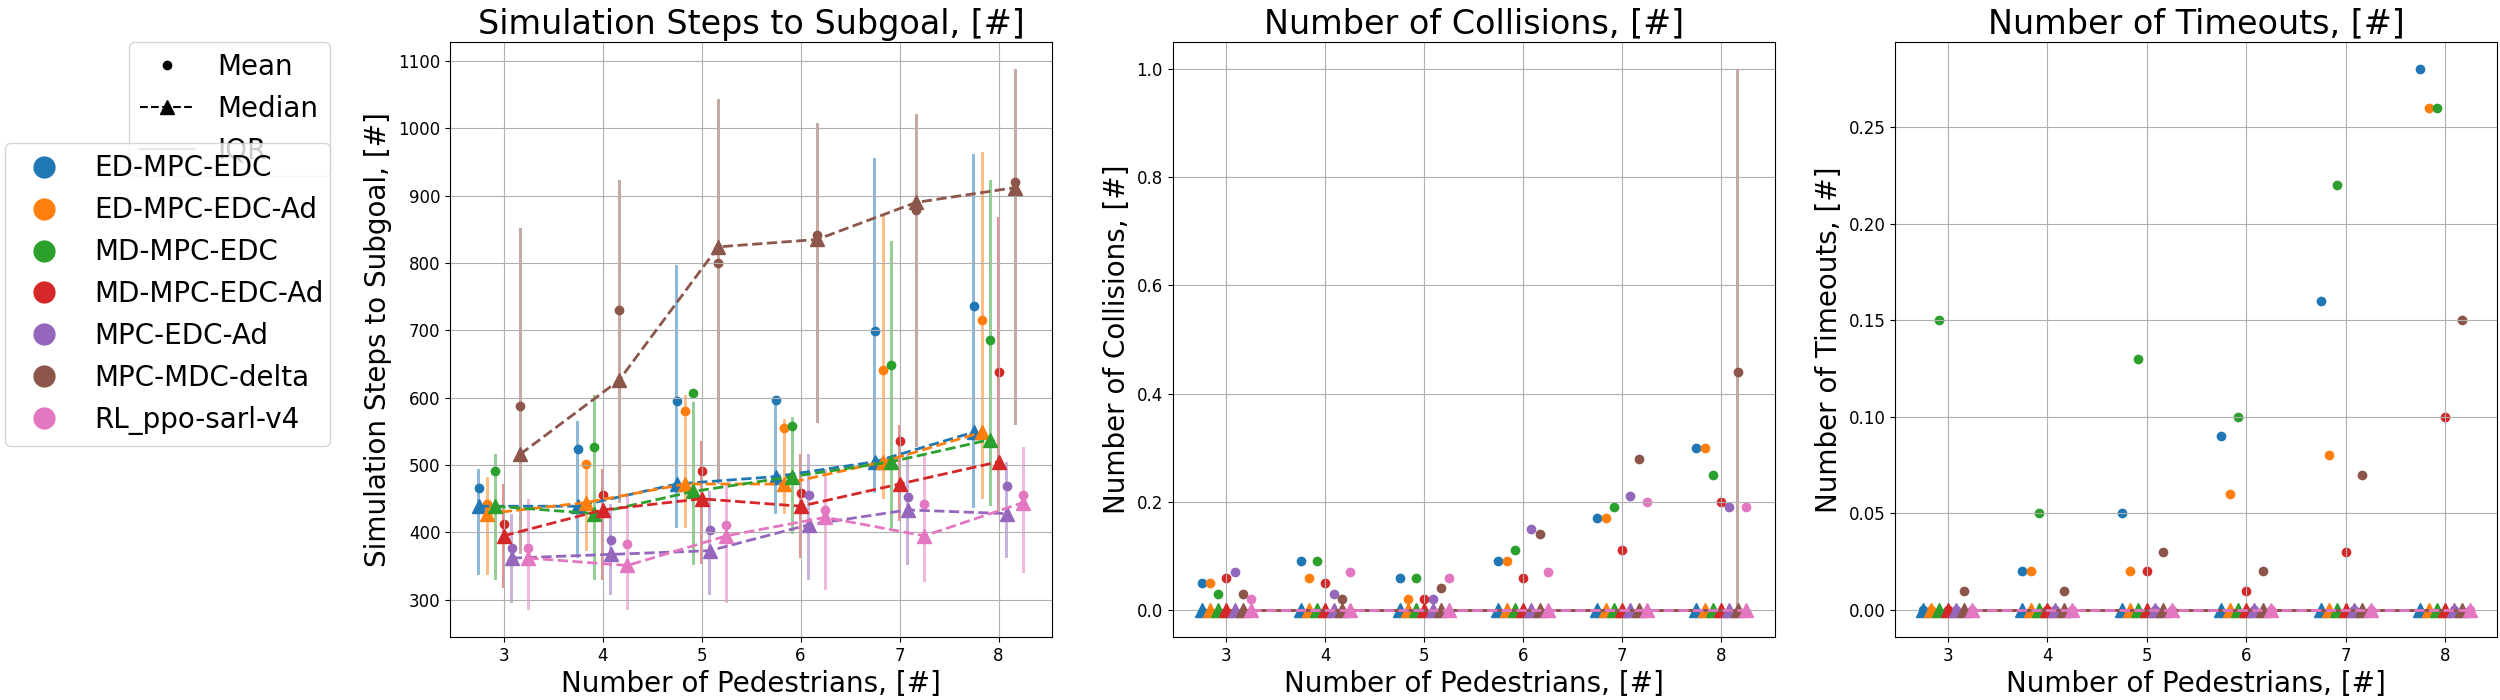 Mean
Median
IQR
ED-MPC-EDC
ED-MPC-EDC-Ad
MD-MPC-EDC
MD-MPC-EDC-Ad
MPC-EDC-Ad
MPC-MDC-delta
RL_ppo-sarl-v4
Simulation Steps to Subgoal, [#]
Simulation Steps to Subgoal, [#]
1100
1000
900
800
700
600
500
400
300
3 4 5 6 7 8
Number of Pedestrians, [#]
Number of Collisions, [#]
Number of Collisions, [#]
1.0
0.8
0.6
0.4
0.2
0.0
3 4 5 6 7 8
Number of Pedestrians, [#]
Number of Timeouts, [#]
Number of Timeouts, [#]
0.25
0.20
0.15
0.10
0.05
0.00
3 4 5 6 7 8
Number of Pedestrians, [#]